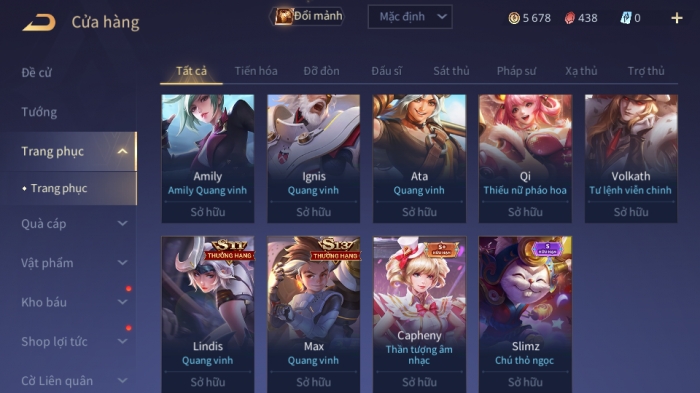 Cửa hàng
Đổi mảnh
Mặc định
5 678
438
0
Đề cử
Tướng
Trang phục
Trang phục
Quà cáp
Vật phẩm
Kho báu
Shop lợi tức
Cờ Liên quân
Tất cả Tiến hóa Đỡ đòn Đấu sĩ Sát thủ Pháp sư Xạ thủ Trợ thủ
Amily
Amily Quang vinh
Sở hữu
Ignis
Quang vinh
Sở hữu
Ata
Quang vinh
Sở hữu
Qi
Thiếu nữ pháo hoa
Sở hữu
Volkath
Tư lệnh viễn chinh
Sở hữu
S11
THƯỞNG HẠNG
Lindis
Quang vinh
Sở hữu
S13
THƯỞNG HẠNG
Max
Quang vinh
Sở hữu
S+
HỮU HẠN
Capheny
Thần tượng âm
nhạc
Sở hữu
S
HỮU HẠN
Slimz
Chú thỏ ngọc
Sở hữu